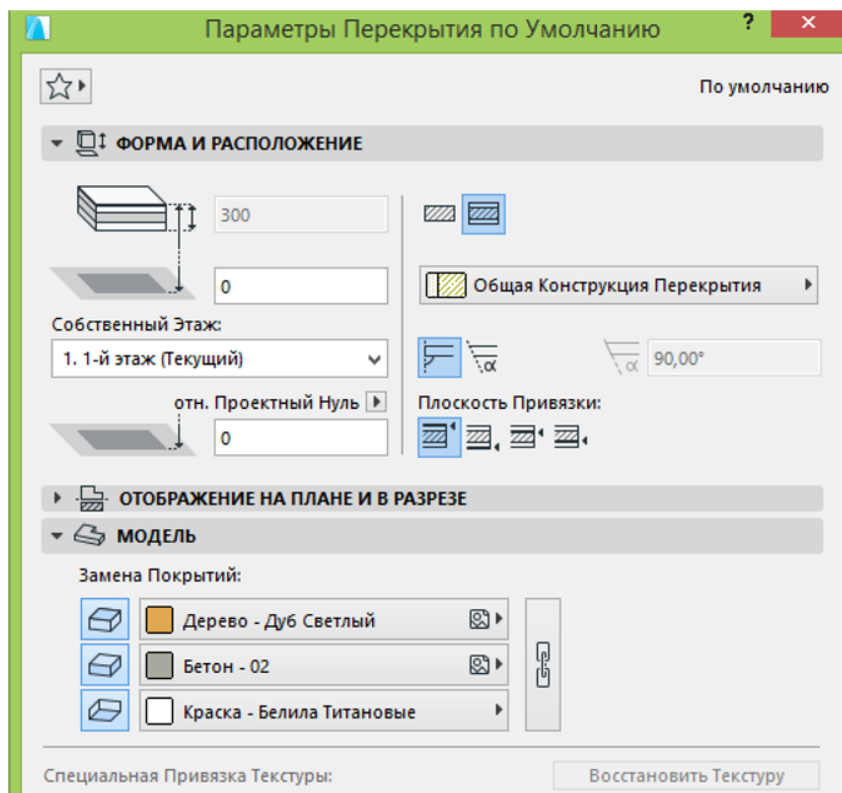 Параметры Перекрытия по Умолчанию ?
По умолчанию
ФОРМА И РАСПОЛОЖЕНИЕ
300
0
Общая Конструкция Перекрытия
Собственный Этаж:
1. 1-й этаж (Текущий)
α
α
90,00°
отн. Проектный Нуль
Плоскость Привязки:
0
ОТОБРАЖЕНИЕ НА ПЛАНЕ И В РАЗРЕЗЕ
МОДЕЛЬ
Замена Покрытий:
Дерево - Дуб Светлый
Бетон - 02
Краска - Белила Титановые
Специальная Привязка Текстуры:
Восстановить Текстуру